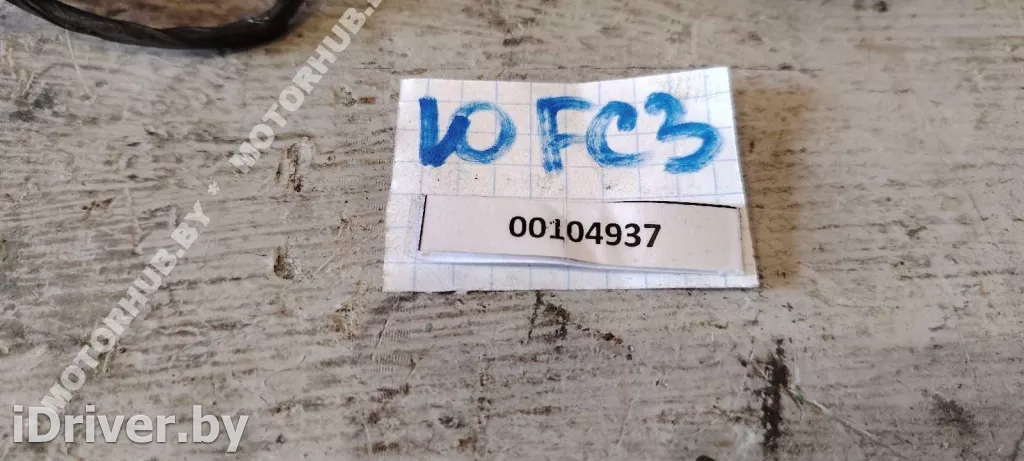 10 FC3
00104937
MOTORHUB.BY * MOTORHUB.BY
iDriver.by